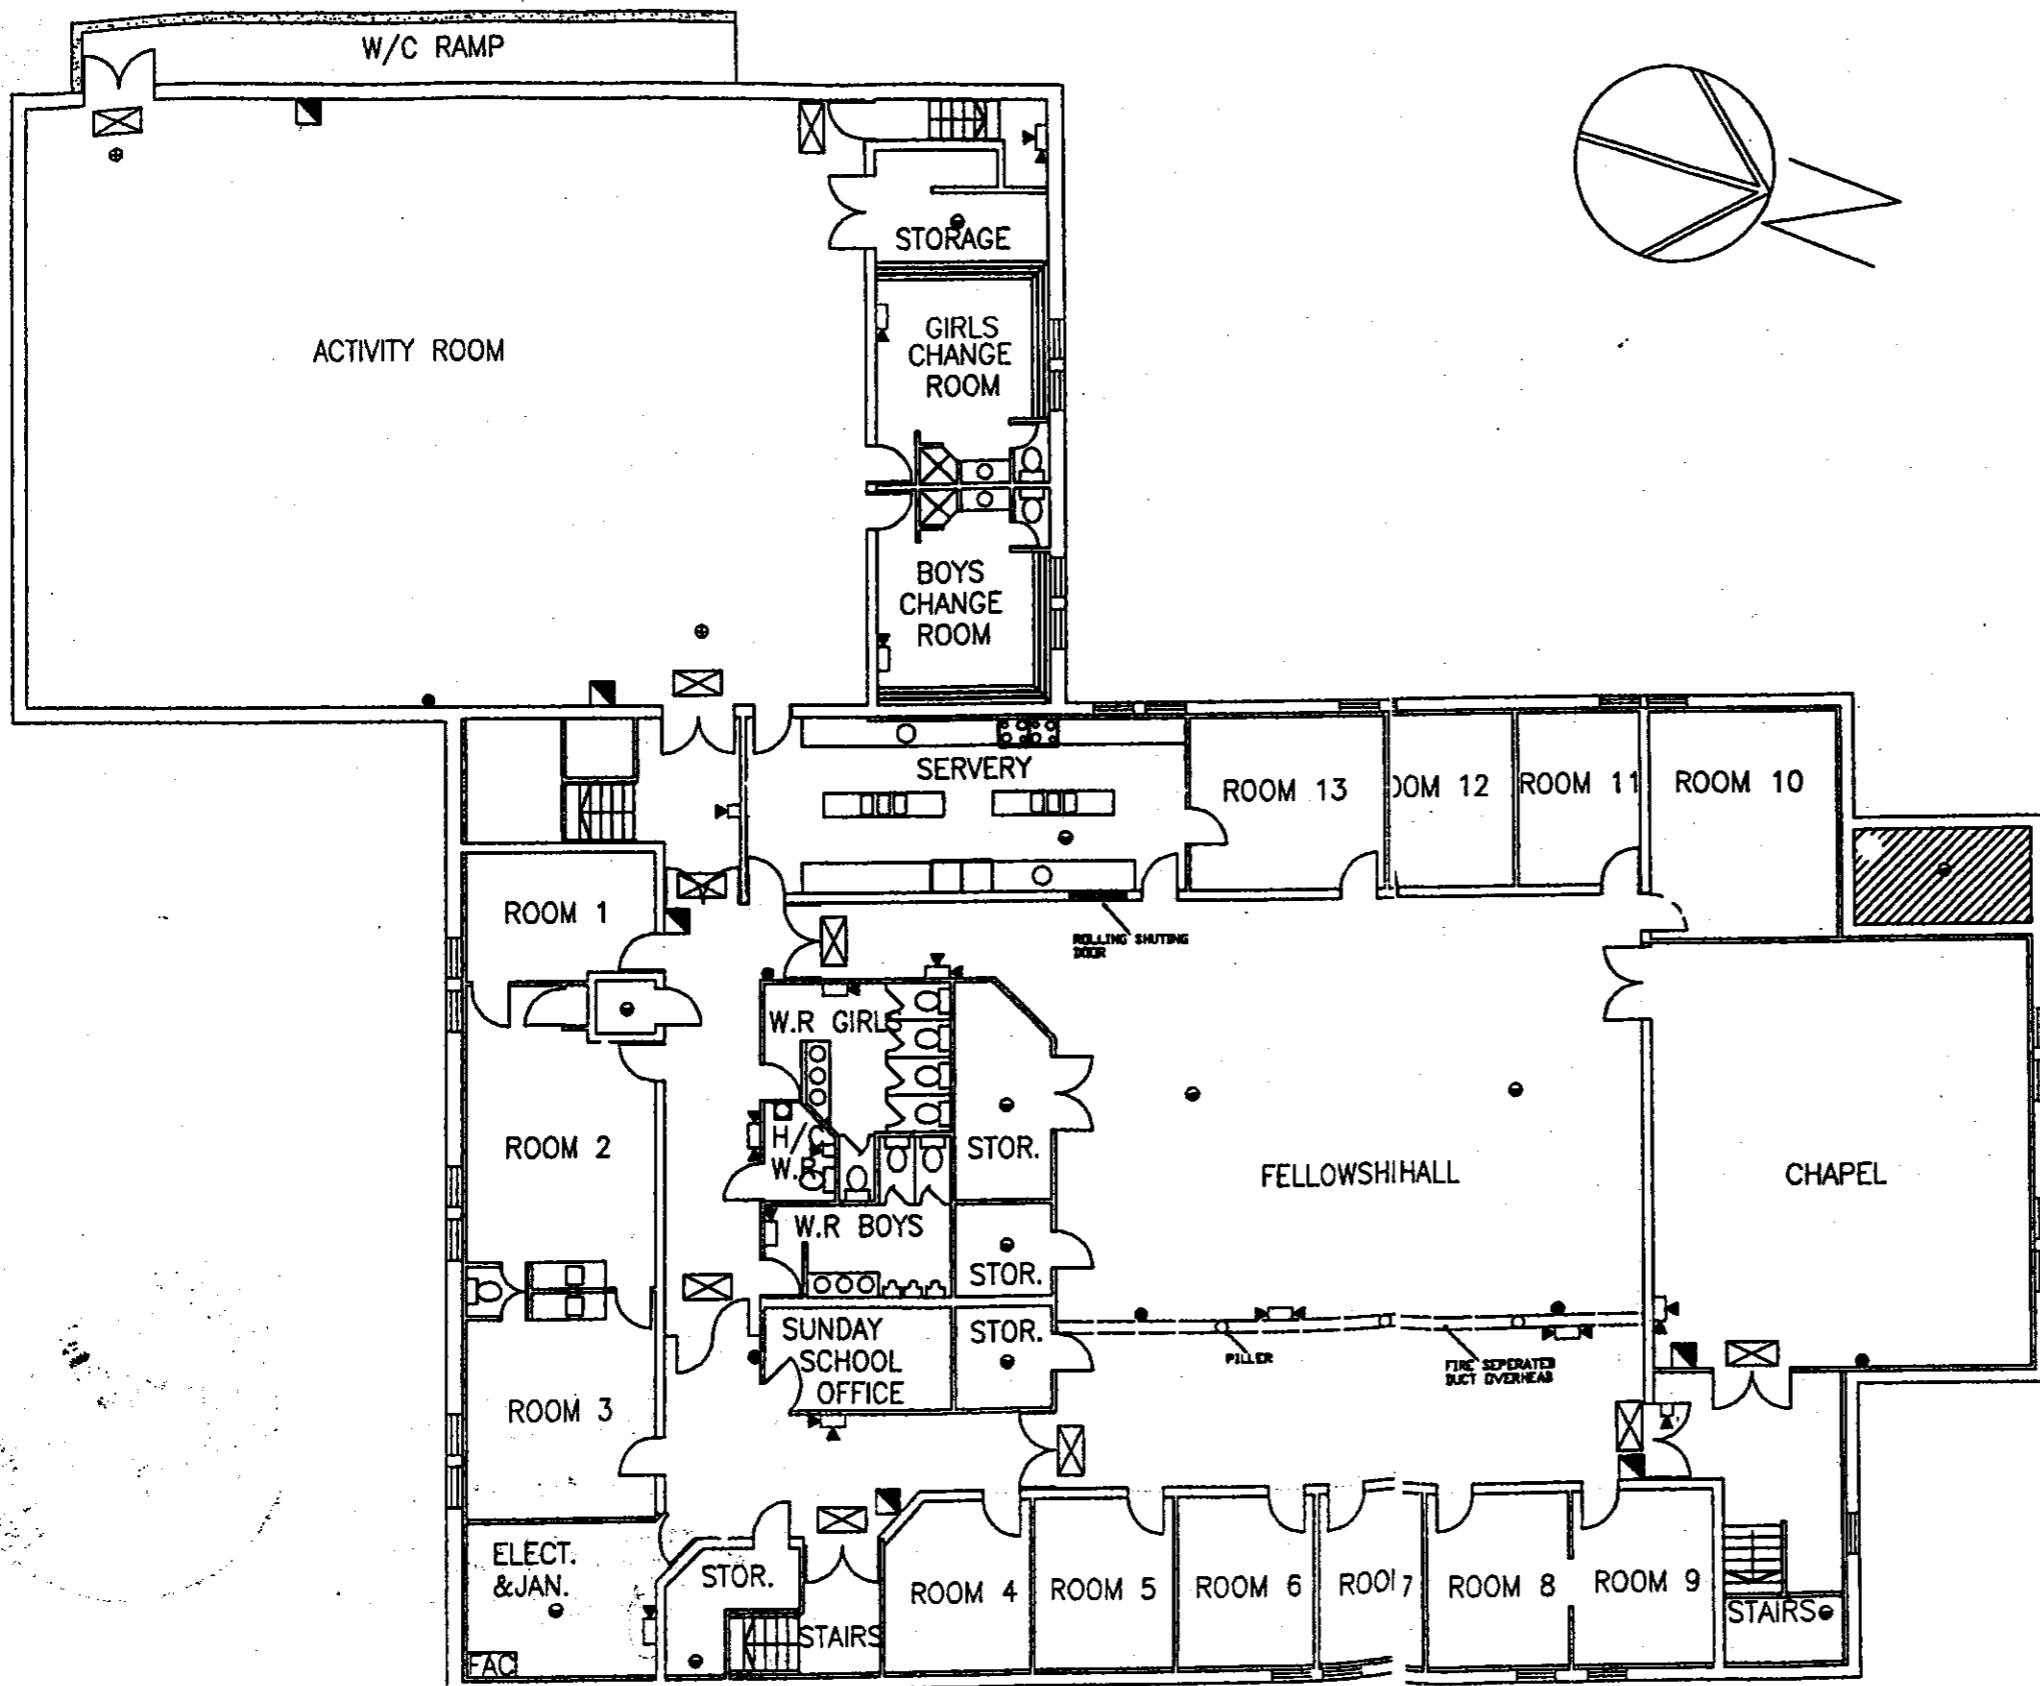 W/C RAMP
STORAGE
ACTIVITY ROOM
GIRLS
CHANGE
ROOM
BOYS
CHANGE
ROOM
SERVERY
ROOM 13
OOM 12
ROOM 11
ROOM 10
ROOM 1
ROLLING SHUTING
DOOR
W.R GIRLS
ROOM 2
H/C
W.R
STOR.
FELLOWSHIHALL
CHAPEL
W.R BOYS
STOR.
SUNDAY
SCHOOL
OFFICE
STOR.
PILLER
FIRE SEPERATED
DUCT OVERHEAD
ROOM 3
ELECT.
&JAN.
STOR.
ROOM 4
ROOM 5
ROOM 6
ROOI 7
ROOM 8
ROOM 9
STAIRS
STAIRS
FAC